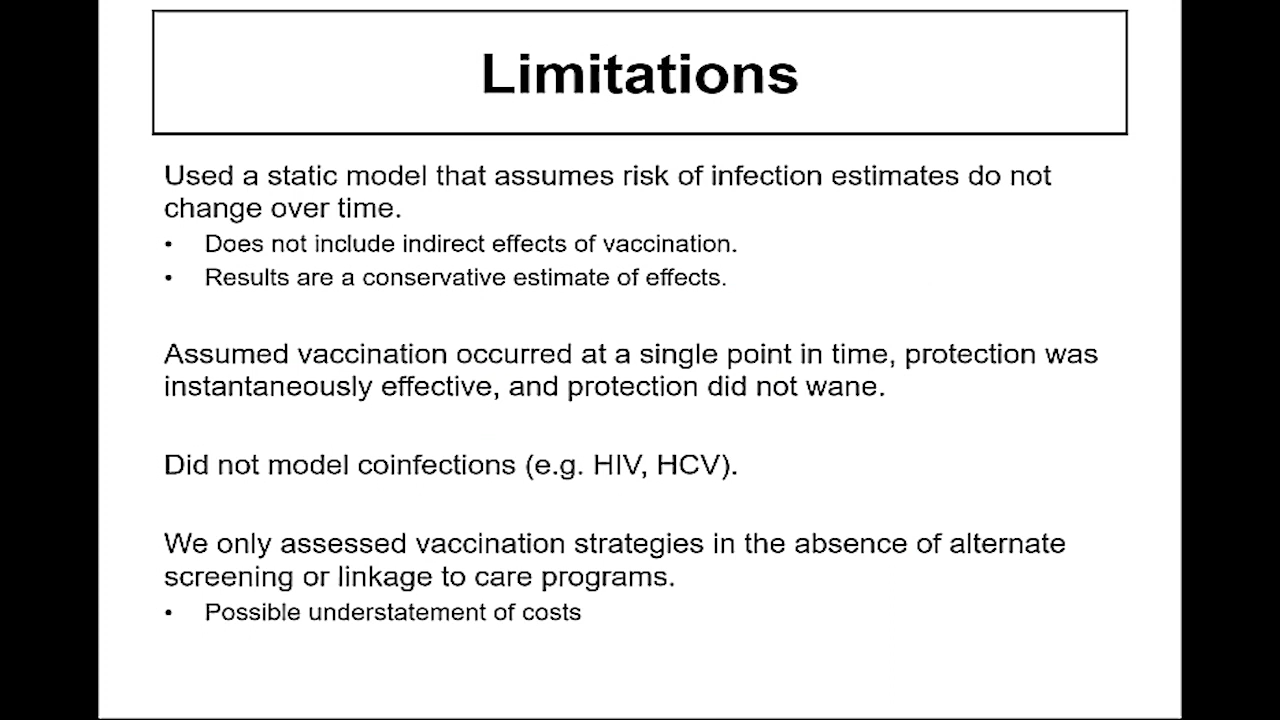 Limitations
Used a static model that assumes risk of infection estimates do not
change over time.
• Does not include indirect effects of vaccination.
• Results are a conservative estimate of effects.
Assumed vaccination occurred at a single point in time, protection was
instantaneously effective, and protection did not wane.
Did not model coinfections (e.g. HIV, HCV).
We only assessed vaccination strategies in the absence of alternate
screening or linkage to care programs.
• Possible understatement of costs